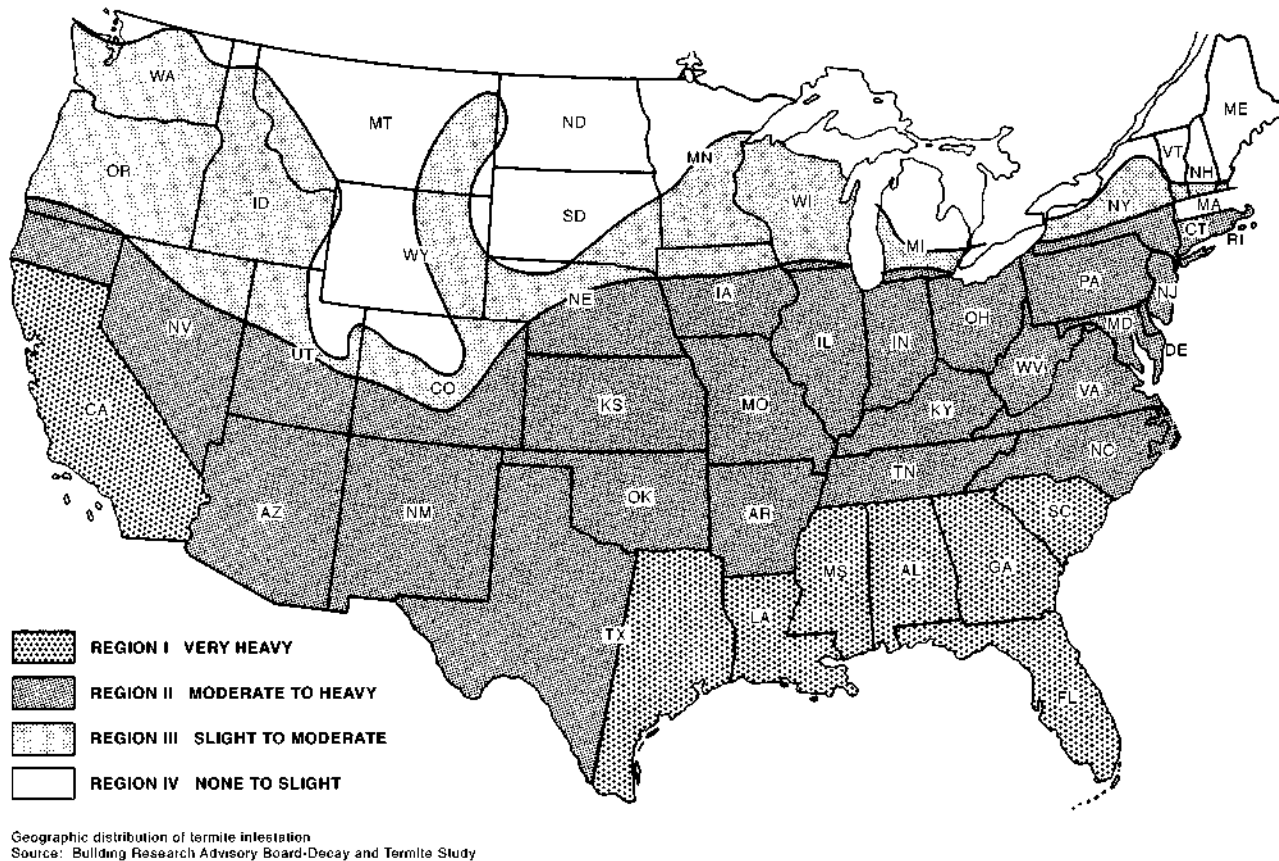 WA
MT
ND
MN
ME
VT
NH
OR
ID
SD
WI
NY
MA
WY
MI
CT
RI
NE
IA
PA
NJ
NV
OH
MD
UT
IL
IN
DE
CO
WV
CA
KS
MO
KY
VA
NC
TN
OK
AZ
NM
AR
SC
MS
AL
GA
LA
TX
FL
REGION I VERY HEAVY
REGION II MODERATE TO HEAVY
REGION III SLIGHT TO MODERATE
REGION IV NONE TO SLIGHT
Geographic distribution of termite infestation
Source: Building Research Advisory Board-Decay and Termite Study